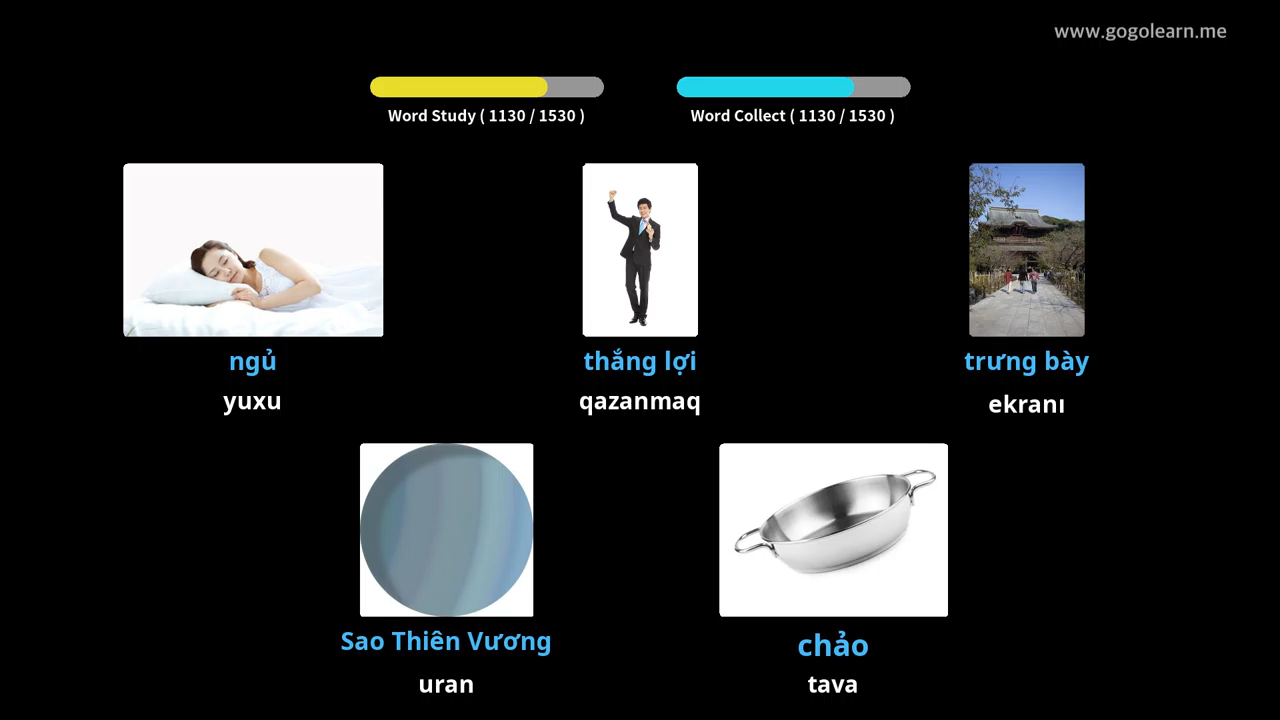 www.gogolearn.me
Word Study ( 1130 / 1530 )
Word Collect ( 1130 / 1530 )
ngủ
thắng lợi
trưng bày
yuxu
qazanmaq
ekranı
Sao Thiên Vương
chảo
uran
tava